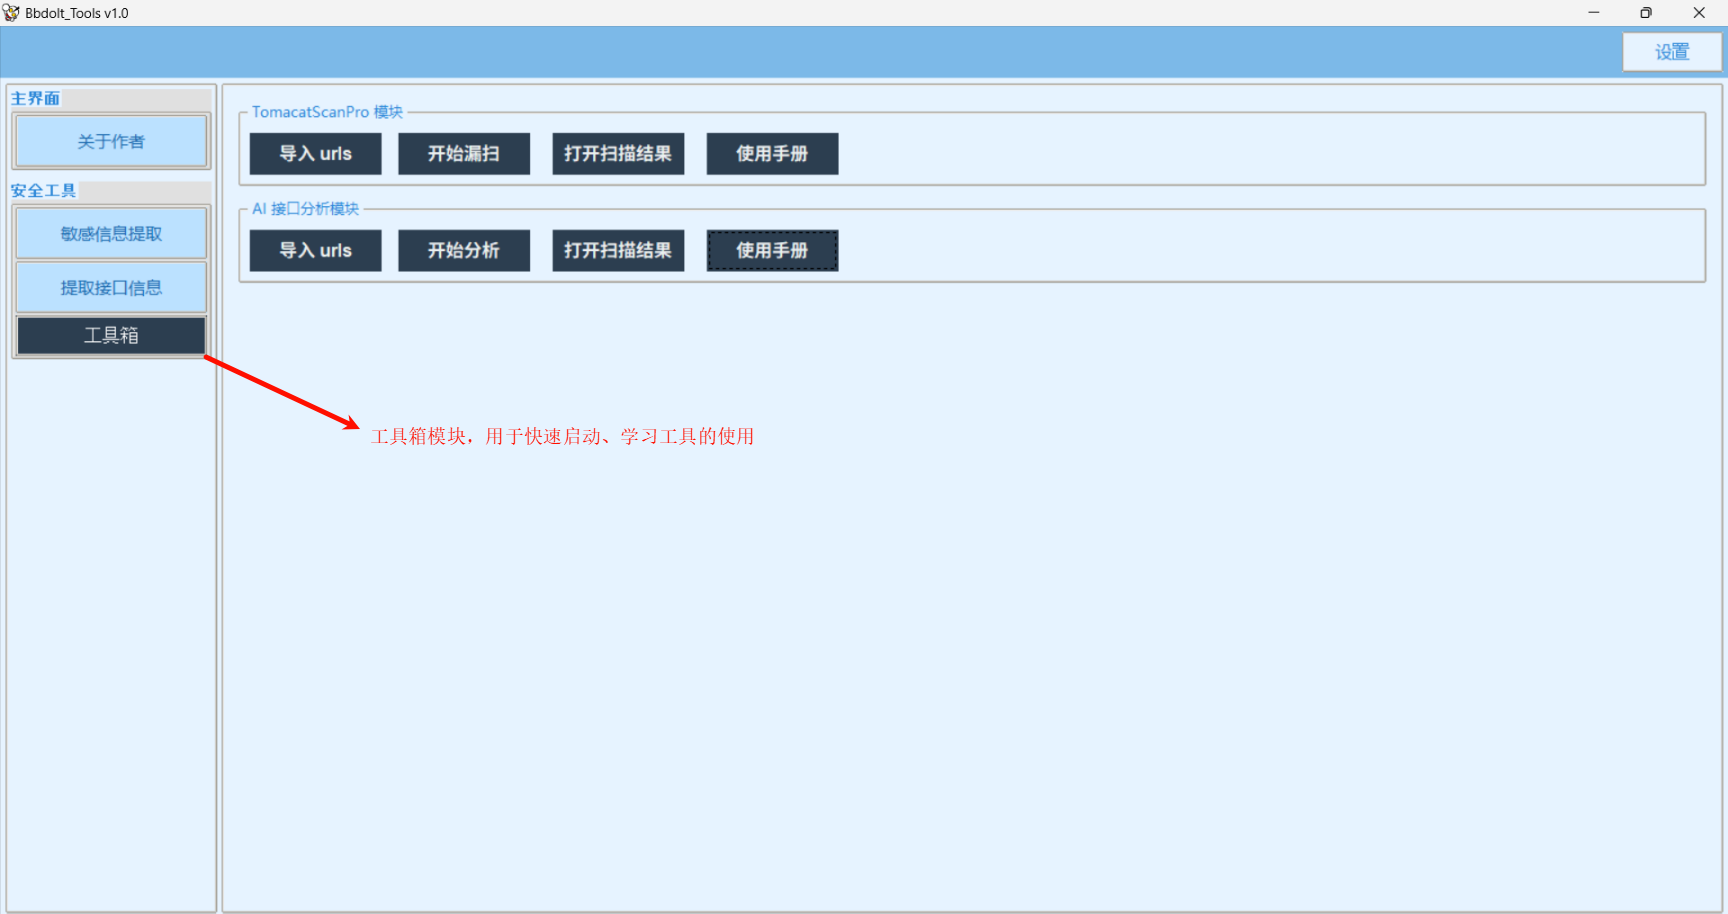 Bbdolt_Tools v1.0
设置
主界面
关于作者
安全工具
敏感信息提取
提取接口信息
工具箱
TomacatScanPro 模块
导入 urls 开始漏扫 打开扫描结果 使用手册
AI 接口分析模块
导入 urls 开始分析 打开扫描结果 使用手册
工具箱模块，用于快速启动、学习工具的使用